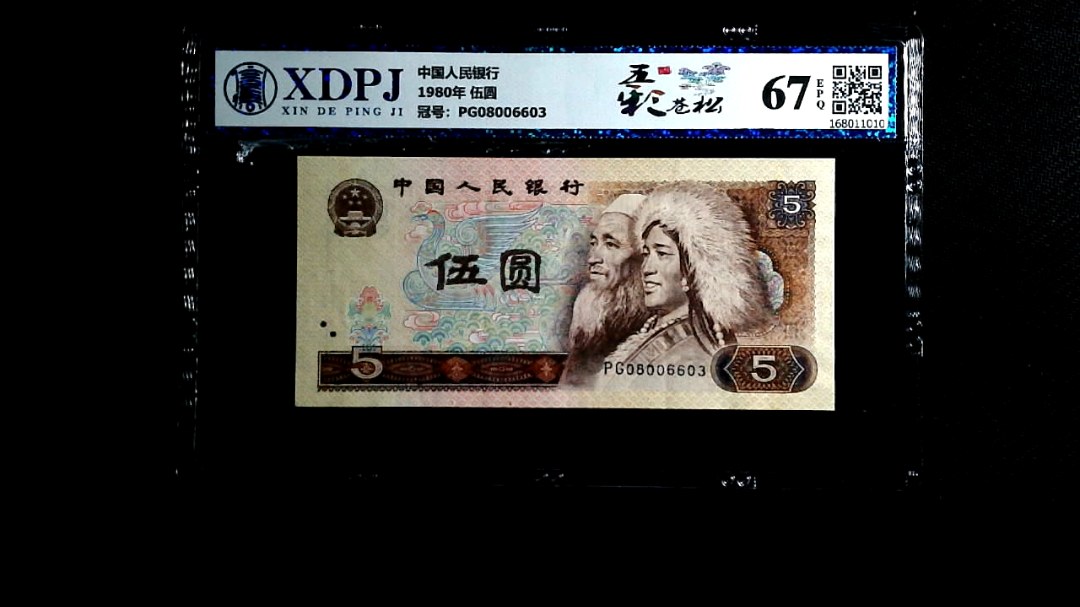 XDPJ
XIN DE PING JI
中国人民银行
1980年 伍圆
冠号：PG08006603
五彩苍松
67
EPQ
168011010
中国人民银行
5
伍圆
5
PG08006603
5